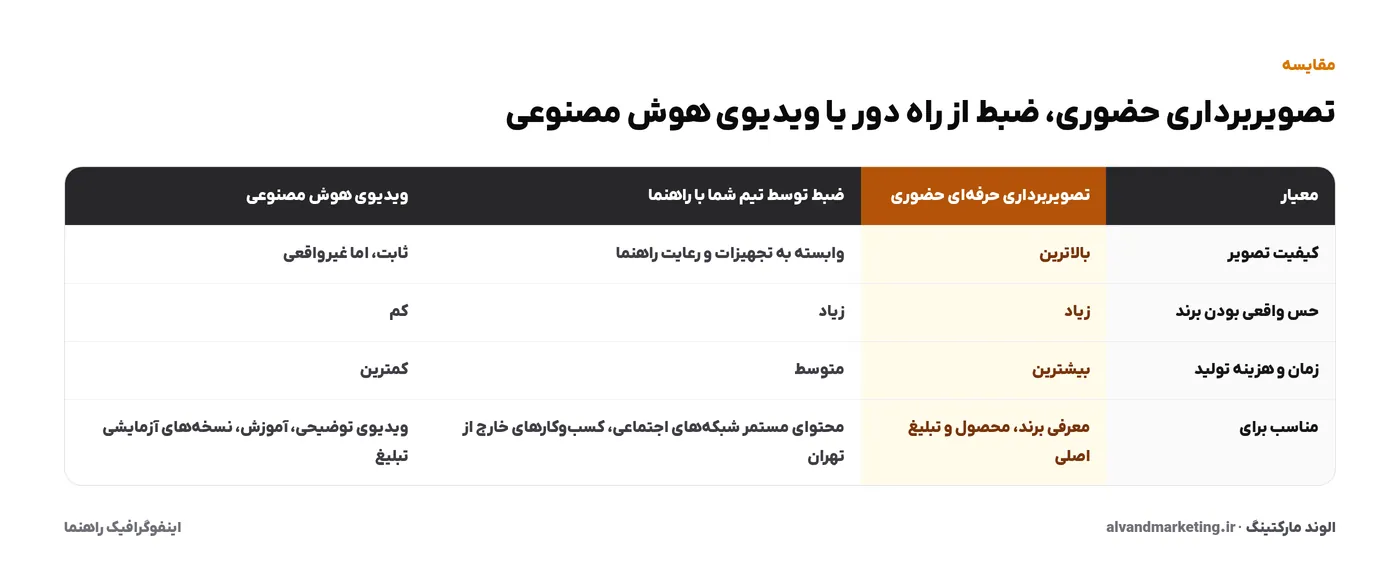 مقایسه
تصویربرداری حضوری، ضبط از راه دور یا ویدیوی هوش مصنوعی
معیار تصویربرداری حرفه‌ای حضوری ضبط توسط تیم شما با راهنما ویدیوی هوش مصنوعی
کیفیت تصویر بالاترین وابسته به تجهیزات و رعایت راهنما ثابت، اما غیرواقعی
حس واقعی بودن برند زیاد زیاد کم
زمان و هزینه تولید بیشترین متوسط کمترین
مناسب برای معرفی برند، محصول و تبلیغ محتوای مستمر شبکه‌های اجتماعی، کسب‌وکارهای خارج از ویدیوی توضیحی، آموزش، نسخه‌های آزمایشی
اصلی تهران تبلیغ
الوند مارکتینگ · alvandmarketing.ir اینفوگرافیک راهنما